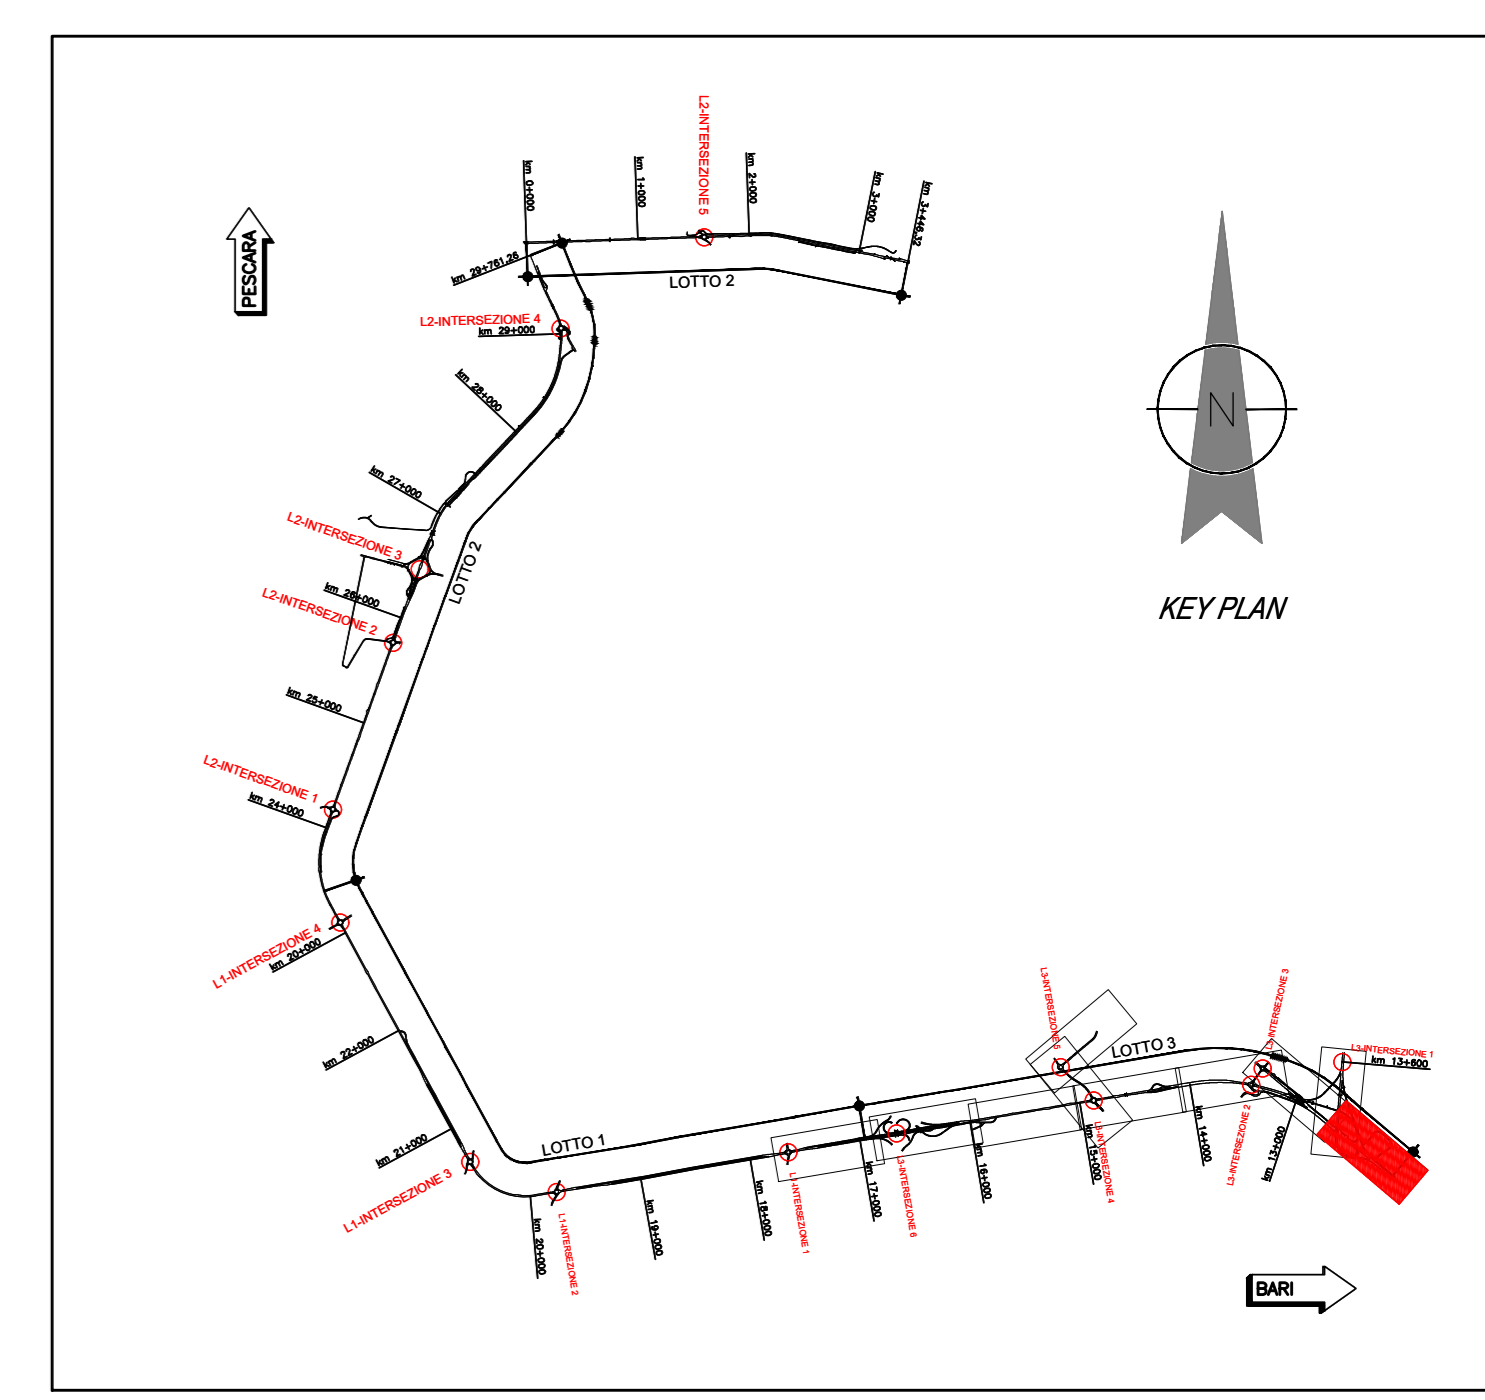 L2-INTERSEZIONE 5
km 0+000
km 1+000
km 2+000
km 3+000
km 3+446,32
PESCARA
km 29+761,26
LOTTO 2
L2-INTERSEZIONE 4
km 29+000
km 28+000
N
km 27+000
L2-INTERSEZIONE 3
LOTTO 2
km 26+000
L2-INTERSEZIONE 2
KEY PLAN
km 25+000
L2-INTERSEZIONE 1
km 24+000
L1-INTERSEZIONE 4
km 20+000
L3-INTERSEZIONE 5
L3-INTERSEZIONE 3
LOTTO 3
L3-INTERSEZIONE 1
km 13+600
km 22+000
km 21+000
LOTTO 1
L1-INTERSEZIONE 3
km 20+000
L1-INTERSEZIONE 2
km 19+000
km 18+000
L1-INTERSEZIONE 1
km 17+000
L3-INTERSEZIONE 6
km 16+000
km 15+000
L3-INTERSEZIONE 4
km 14+000
L3-INTERSEZIONE 2
km 13+000
BARI